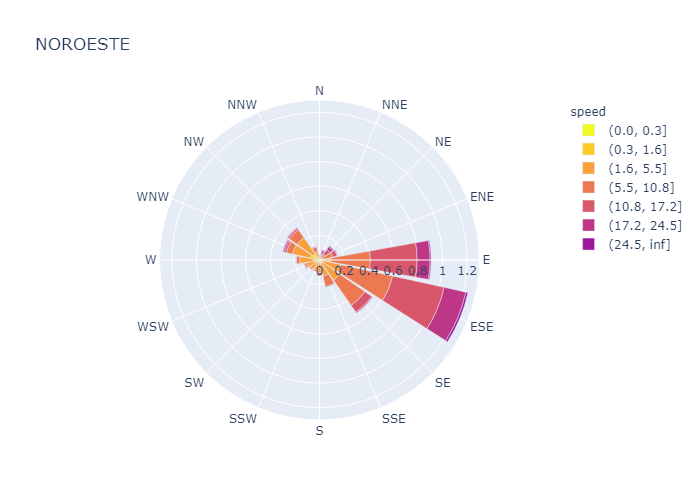 NOROESTE
N
NNW
NNE
NW
NE
WNW
ENE
W
E
0 0.2 0.4 0.6 0.8 1 1.2
WSW
ESE
SW
SE
SSW
SSE
S
speed
(0.0, 0.3]
(0.3, 1.6]
(1.6, 5.5]
(5.5, 10.8]
(10.8, 17.2]
(17.2, 24.5]
(24.5, inf]